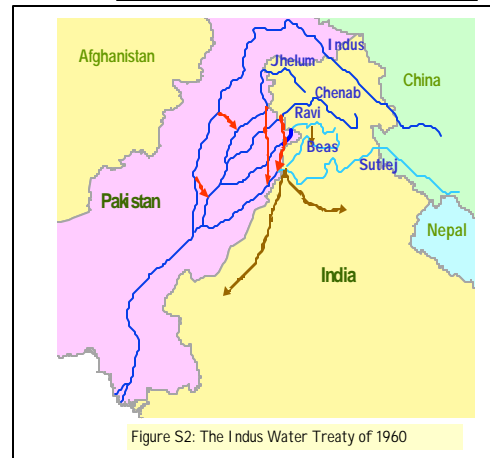 Indus
Afghanistan
Jhelum
China
Chenab
Ravi
Beas
Sutlej
Pakistan
Nepal
India
Figure S2: The Indus Water Treaty of 1960